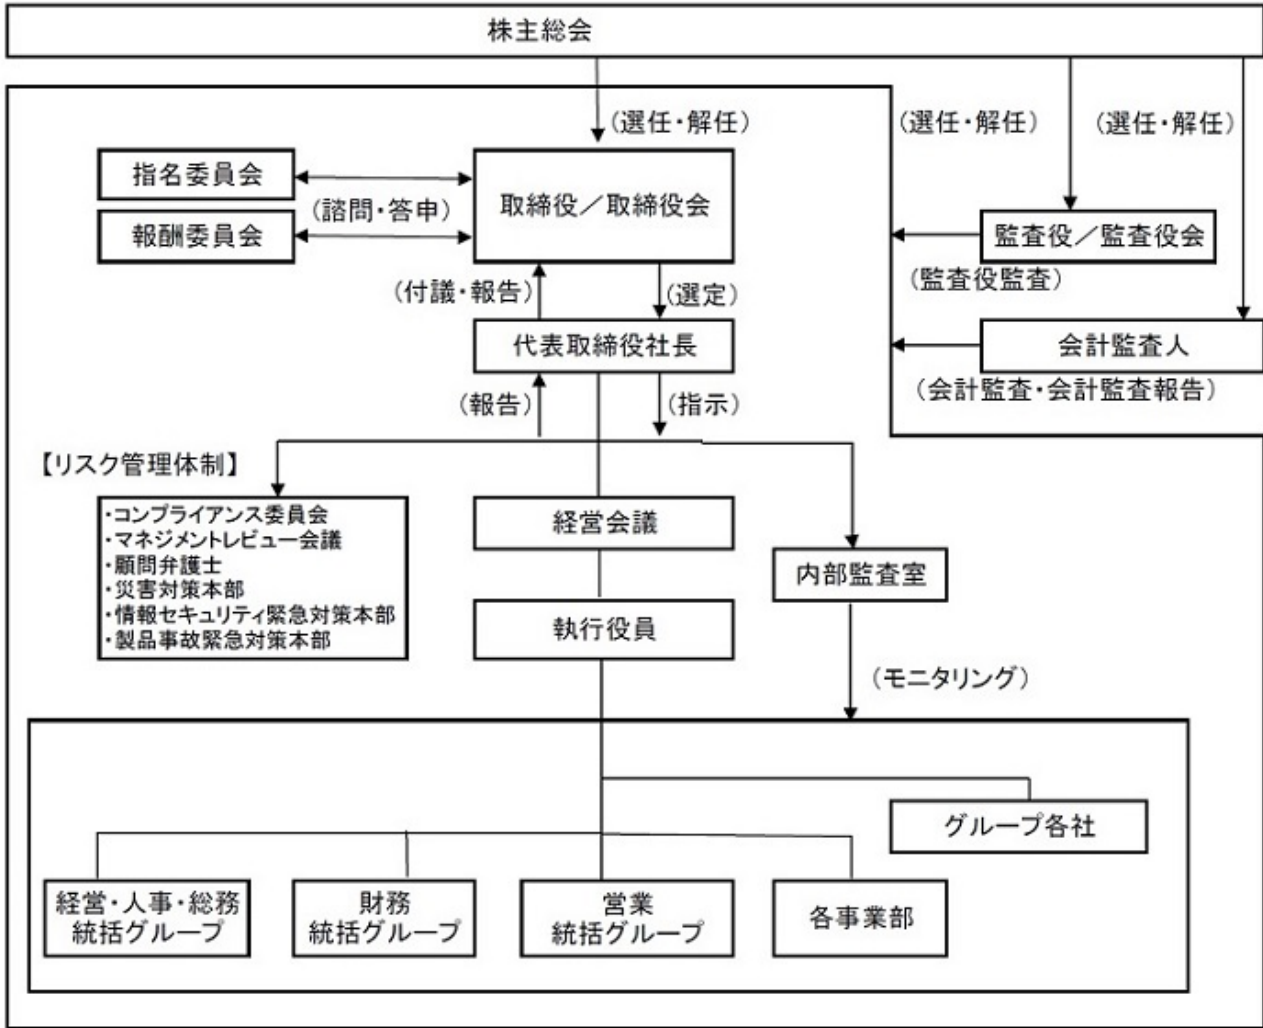 株主総会
(選任・解任)
(選任・解任)
(選任・解任)
指名委員会
取締役／取締役会
(諮問・答申)
報酬委員会
監査役／監査役会
(監査役監査)
(付議・報告)
(選定)
代表取締役社長
会計監査人
(会計監査・会計監査報告)
(報告)
(指示)
【リスク管理体制】
・コンプライアンス委員会
・マネジメントレビュー会議
・顧問弁護士
・災害対策本部
・情報セキュリティ緊急対策本部
・製品事故緊急対策本部
経営会議
内部監査室
執行役員
(モニタリング)
グループ各社
経営・人事・総務
統括グループ
財務
統括グループ
営業
統括グループ
各事業部